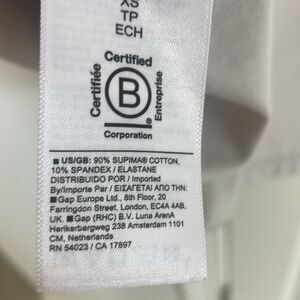 XS
TP
ECH
Certified
Certifiée
B
®
Entreprise
Corporation
■ US/GB: 90% SUPIMA® COTTON,
10% SPANDEX / ELASTANE
DISTRIBUIDO POR / Imported
By/Importe Par / ΕΙΣΑΓΕΤΑΙ ΑΠΟ ΤΗΝ:
■ Gap Europe Ltd., 8th Floor, 20
Farringdon Street, London, EC4A 4AB,
UK. ■ Gap (RHC) B.V. Luna ArenA
Herikerbergweg 238 Amsterdam 1101
CM, Netherlands
RN 54023 / CA 17897